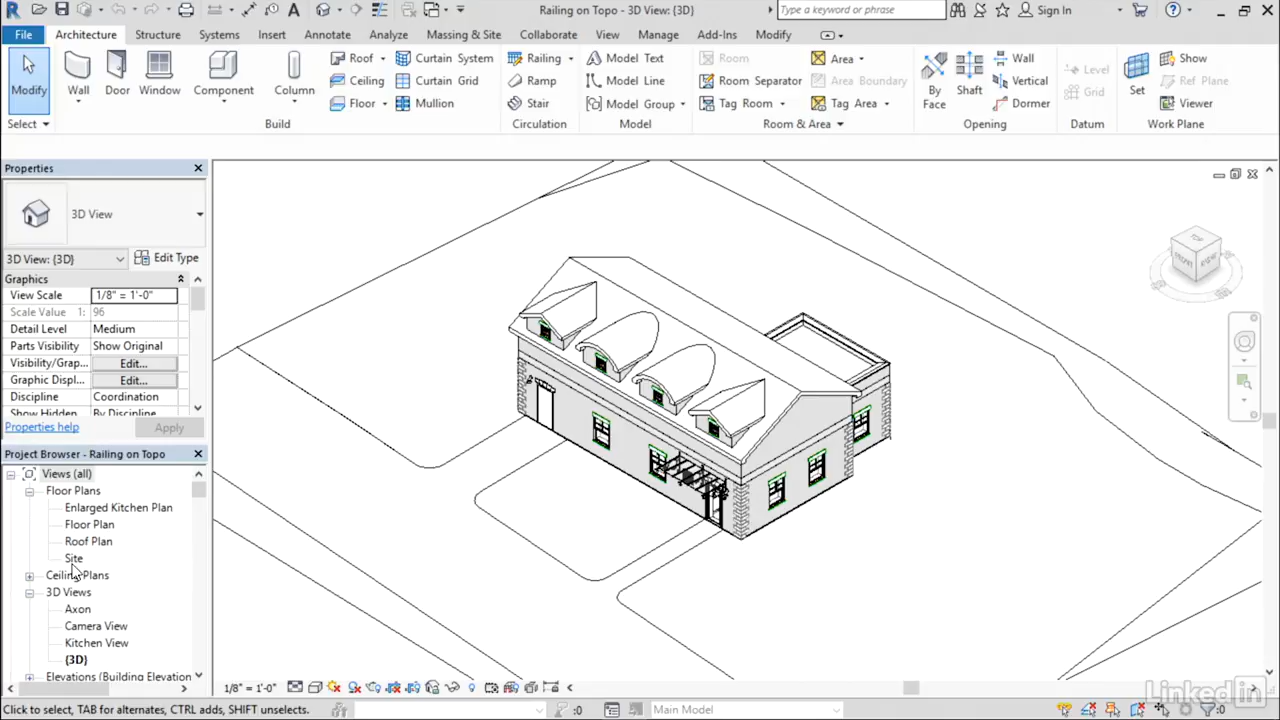 Railing on Topo - 3D View: {3D}
Type a keyword or phrase
Sign In
File
Architecture
Structure
Systems
Insert
Annotate
Analyze
Massing & Site
Collaborate
View
Manage
Add-Ins
Modify
Modify
Wall
Door
Window
Component
Column
Roof
Ceiling
Floor
Curtain System
Curtain Grid
Mullion
Railing
Ramp
Stair
Model Text
Model Line
Model Group
Room
Room Separator
Tag Room
Area
Area Boundary
Tag Area
By
Face
Shaft
Wall
Vertical
Dormer
Level
Grid
Set
Show
Ref Plane
Viewer
Select
Build
Circulation
Model
Room & Area
Opening
Datum
Work Plane
Properties
3D View
3D View: {3D}
Edit Type
Graphics
View Scale
1/8" = 1'-0"
Scale Value 1:
96
Detail Level
Medium
Parts Visibility
Show Original
Visibility/Grap...
Edit...
Graphic Displ...
Edit...
Discipline
Coordination
Show Hidden
By Discipline
Properties help
Apply
Project Browser - Railing on Topo
Views (all)
Floor Plans
Enlarged Kitchen Plan
Floor Plan
Roof Plan
Site
Ceiling Plans
3D Views
Axon
Camera View
Kitchen View
{3D}
Elevations (Building Elevation
TOP
1/8" = 1'-0"
Click to select, TAB for alternates, CTRL adds, SHIFT unselects.
:0
Main Model
:0
Linked in